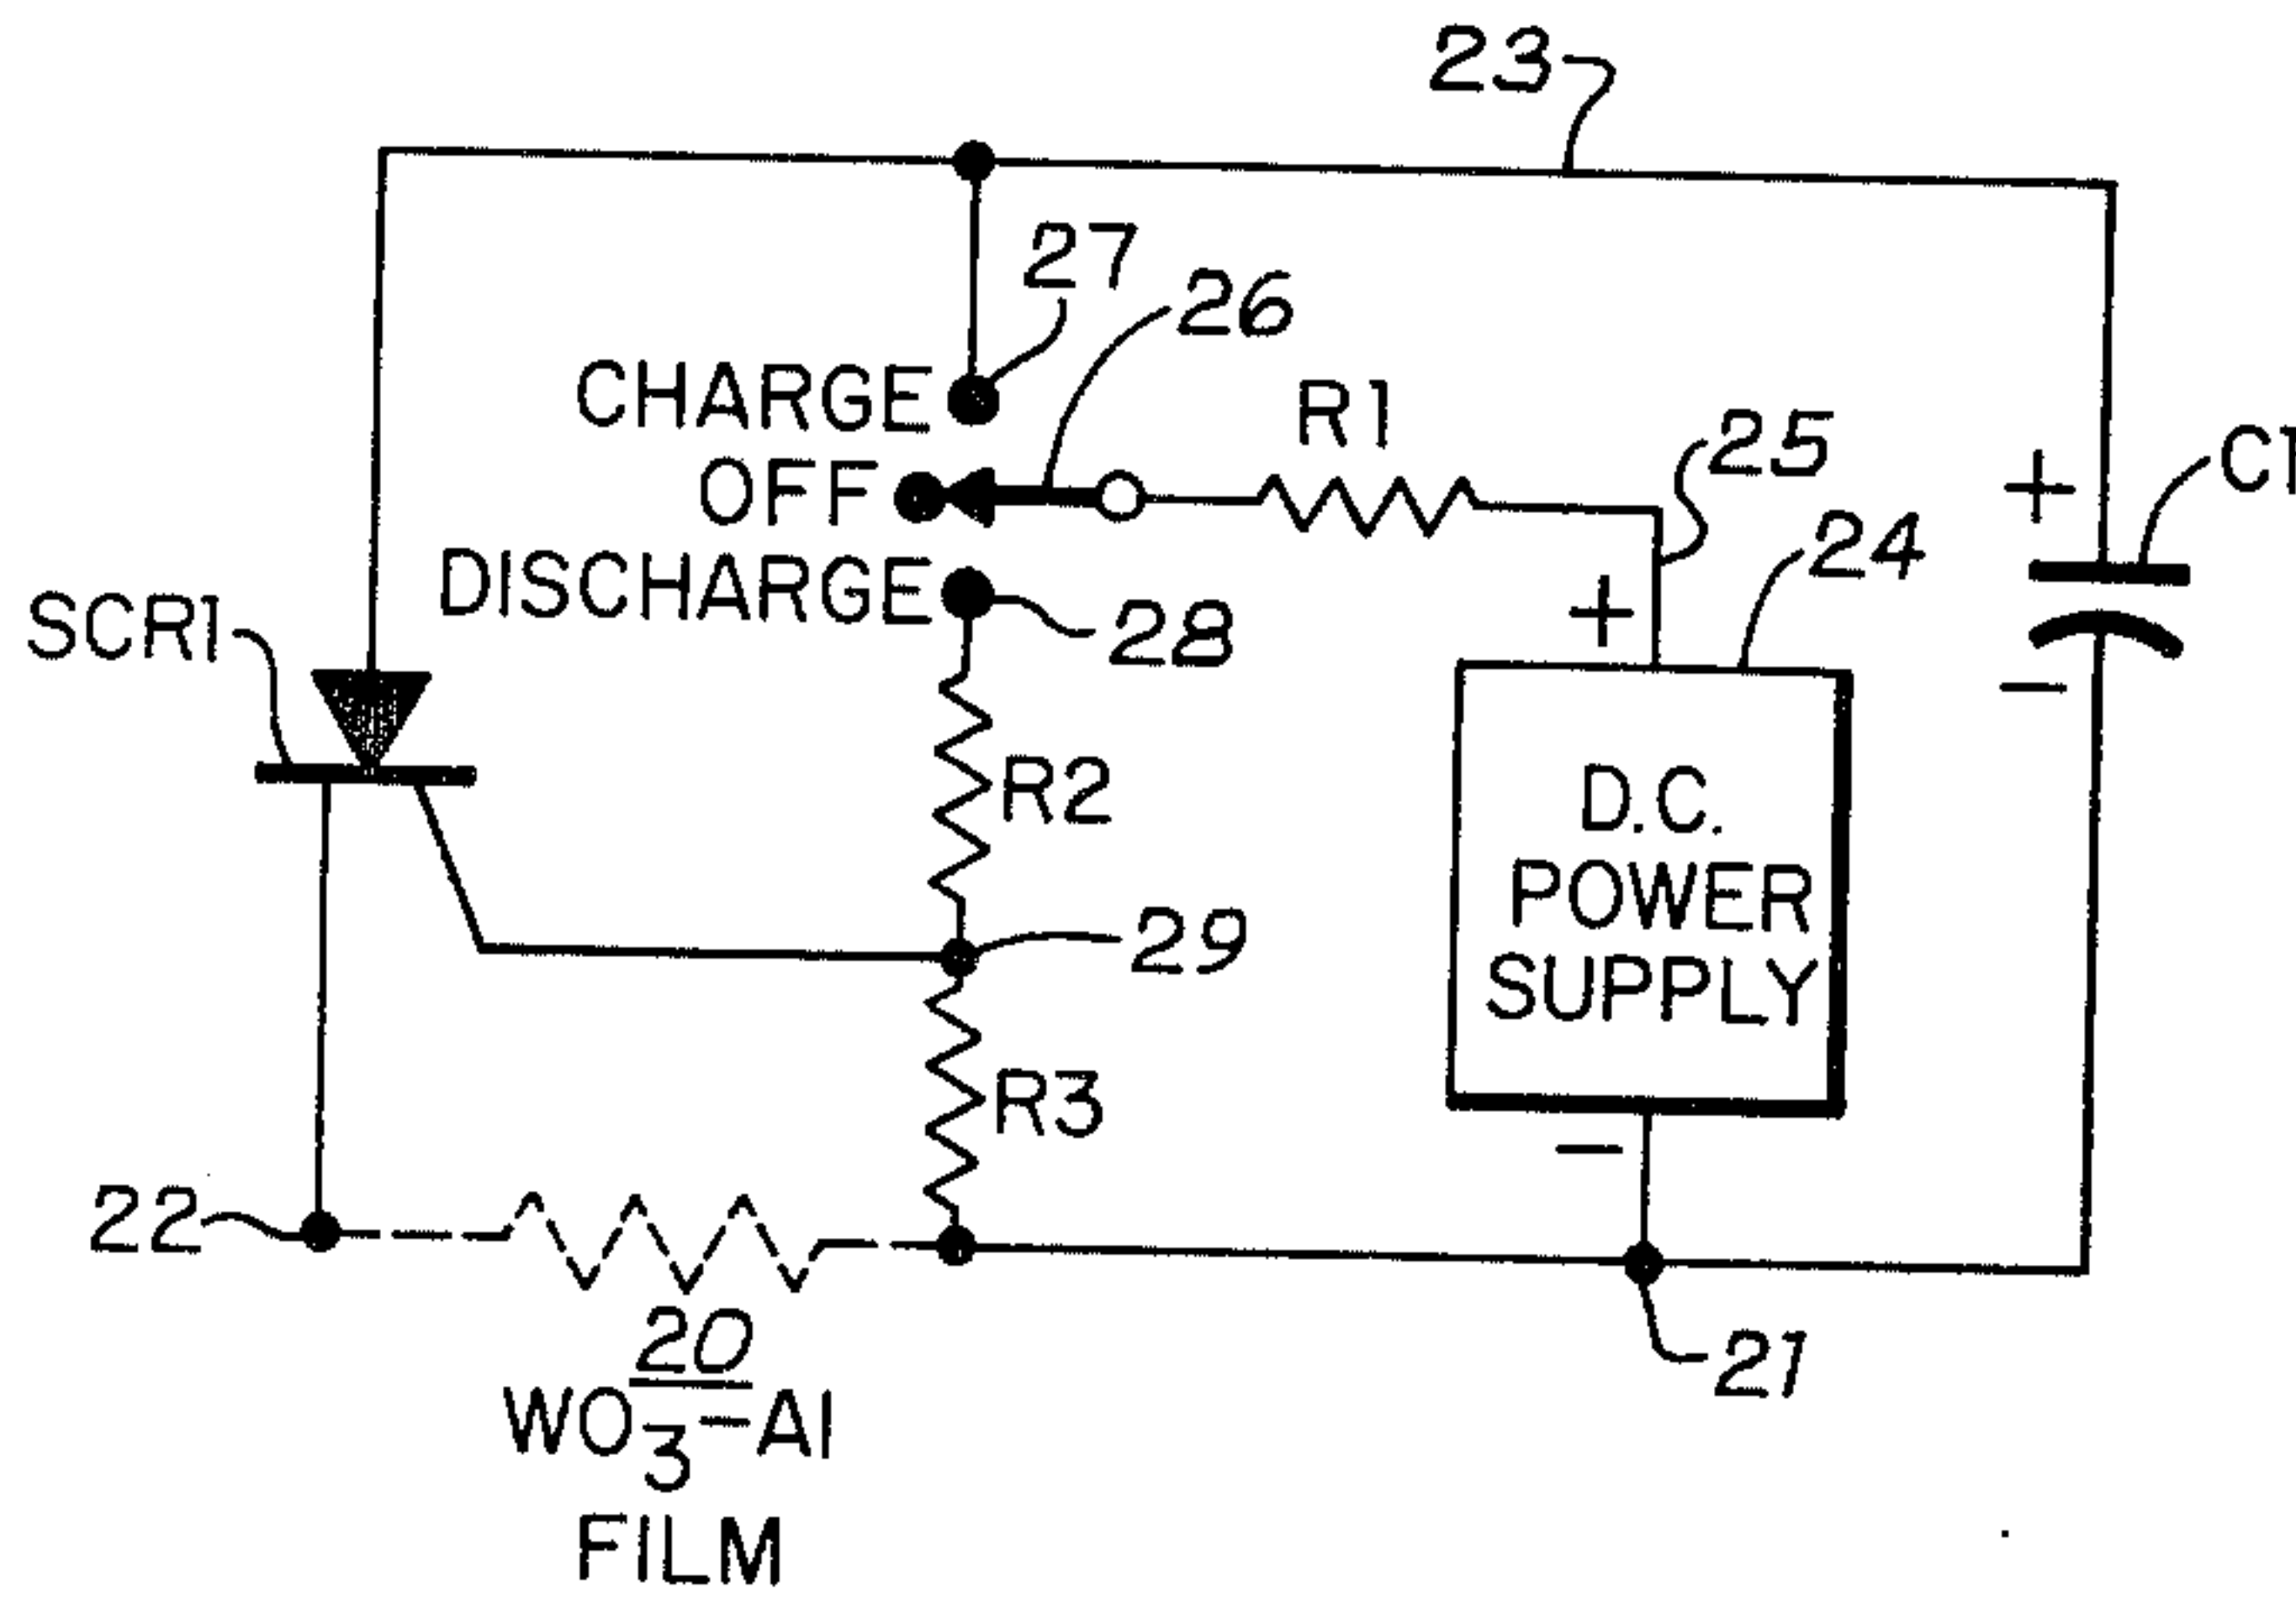 23
27
26
CHARGE
R1
25
C1
OFF
24
+
DISCHARGE
SCR1
28
+
−
R2
D.C.
POWER
SUPPLY
29
R3
−
22
20
WO3–Al
21
FILM